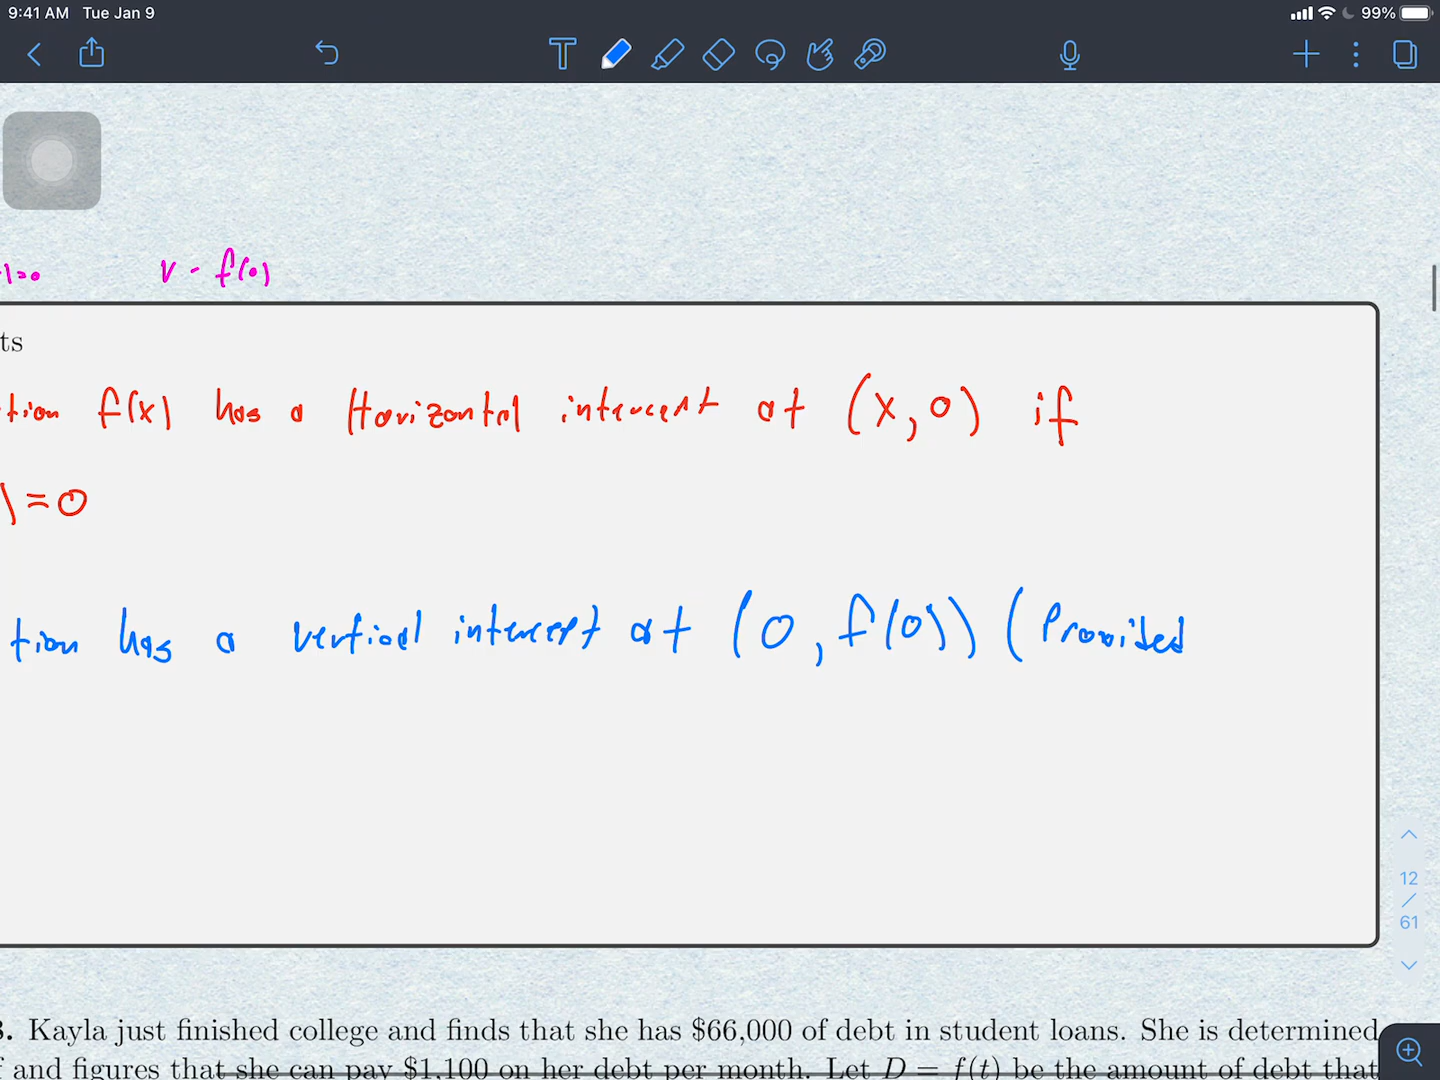 9:41 AM Tue Jan 9
99%
V - f(0)
ts
tion f(x) has a Horizontal intercept at (x,0) if
) = 0
tion has a vertical intercept at (0, f(0)) (Provided
12
/
61
3. Kayla just finished college and finds that she has $66,000 of debt in student loans. She is determined
f and figures that she can pay $1,100 on her debt per month. Let D = f(t) be the amount of debt that